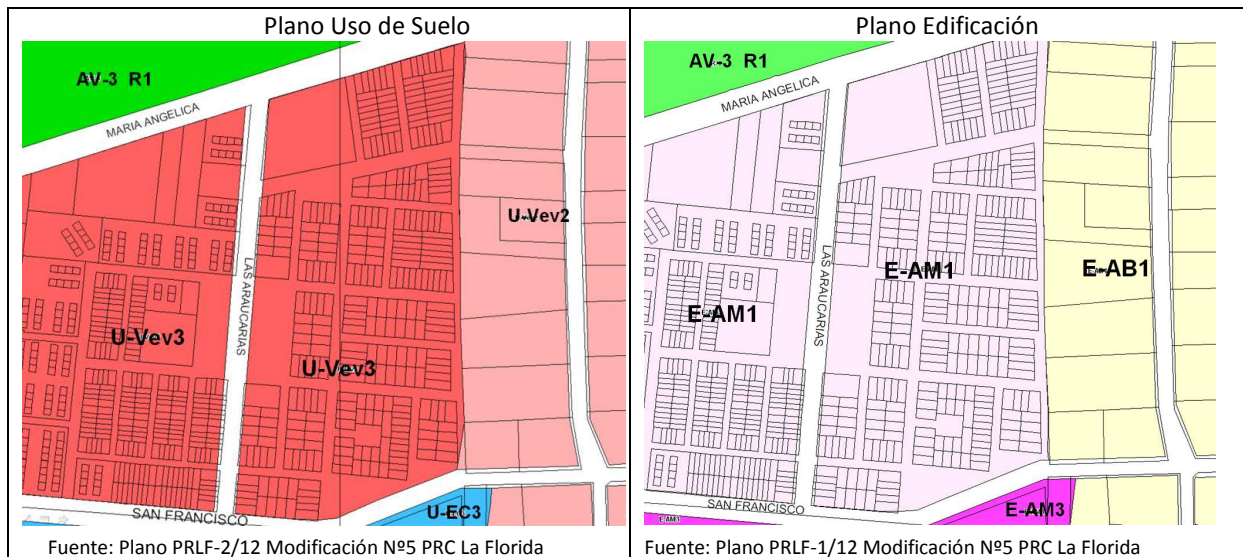 Plano Uso de Suelo
AV-3 R1
MARIA ANGELICA
LAS ARAUCARIAS
U-Vev2
U-Vev3
U-Vev3
U-EC3
SAN FRANCISCO
Fuente: Plano PRLF-2/12 Modificación Nº5 PRC La Florida
Plano Edificación
AV-3 R1
MARIA ANGELICA
LAS ARAUCARIAS
E-AM1
E-AB1
E-AM1
SAN FRANCISCO
E-AM3
E-AM3
Fuente: Plano PRLF-1/12 Modificación Nº5 PRC La Florida